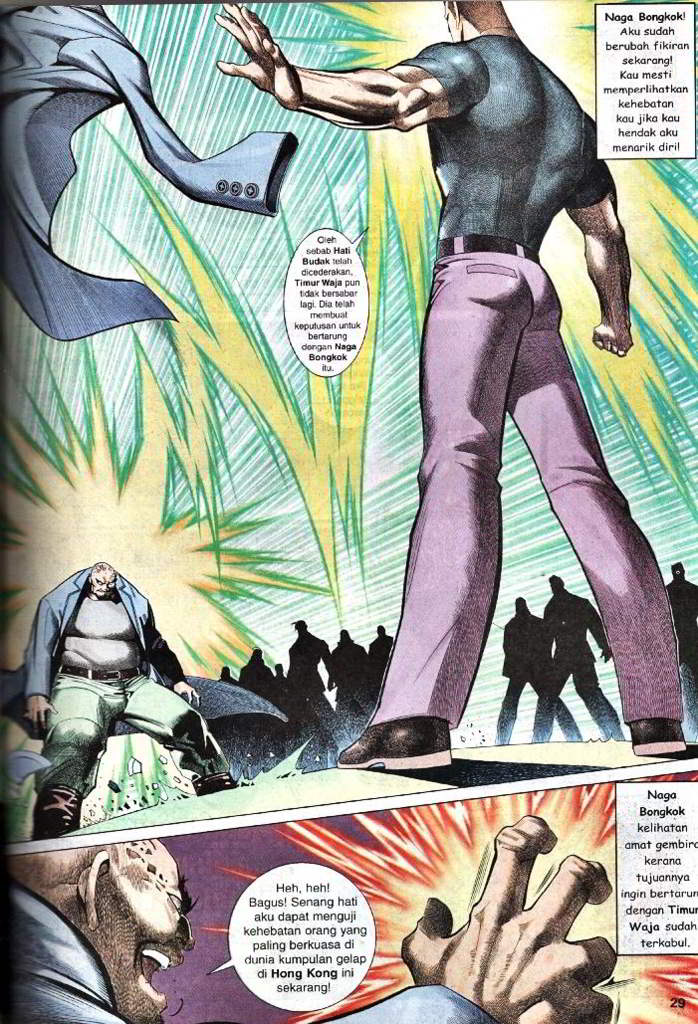 Naga Bongkok!
Aku sudah
berubah fikiran
sekarang!
Kau mesti
memperlihatkan
kehebatan
kau jika kau
hendak aku
menarik diri!
Oleh
sebab Hati
Budak telah
dicederakan,
Timur Waja pun
tidak bersabar
lagi. Dia telah
membuat
keputusan untuk
bertarung
dengan Naga
Bongkok
itu.
Naga
Bongkok
kelihatan
amat gembira
kerana
tujuannya
ingin bertarung
dengan Timur
Waja sudah
terkabul.
Heh, heh!
Bagus! Senang hati
aku dapat menguji
kehebatan orang yang
paling berkuasa di
dunia kumpulan gelap
di Hong Kong ini
sekarang!
29